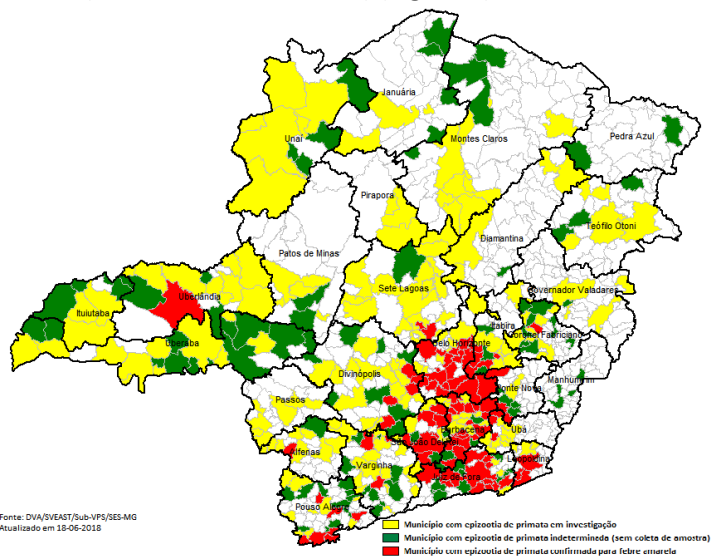 Januária
Unaí
Montes Claros
Pedra Azul
Pirapora
Teófilo Otoni
Patos de Minas
Diamantina
Sete Lagoas
Governador Valadares
Uberlândia
Ituiutaba
Itabira
Coronel Fabriciano
Uberaba
Belo Horizonte
Divinópolis
Ponte Nova
Manhumirim
Passos
Barbacena
Ubá
São João Del Rei
Alfenas
Leopoldina
Varginha
Juiz de Fora
Pouso Alegre
Fonte: DVA/SVEAST/Sub-VPS/SES-MG
Atualizado em 18-06-2018
Município com epizootia de primata em investigação
Município com epizootia de primata indeterminada (sem coleta de amostra)
Município com epizootia de primata confirmada para febre amarela